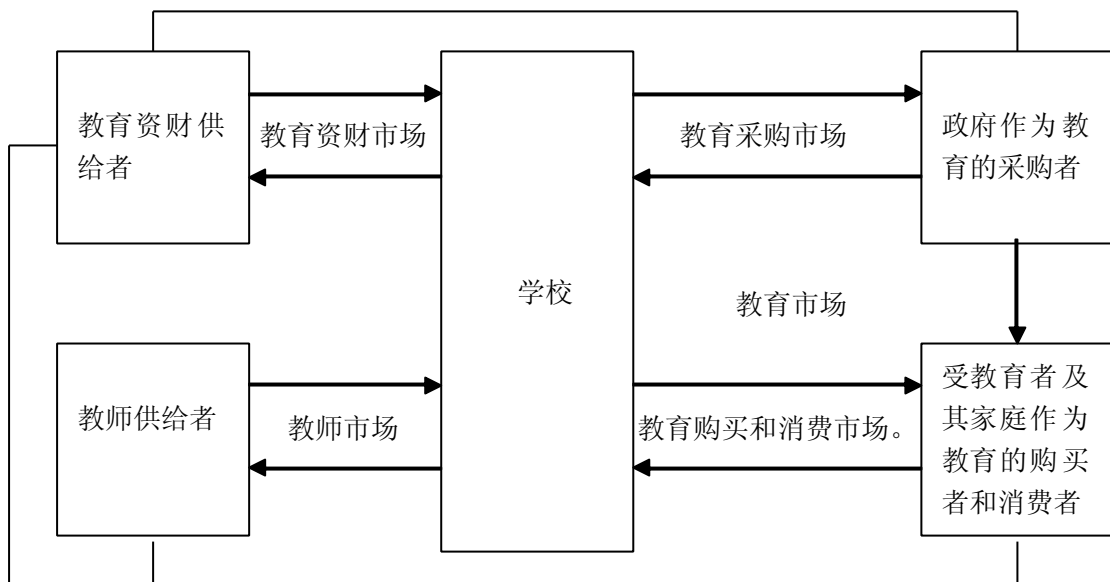 教育资财供
给者
教育资财市场
教育采购市场
政府作为教
育的采购者
学校
教育市场
教师供给者
教师市场
教育购买和消费市场。
受教育者及
其家庭作为
教育的购买
者和消费者